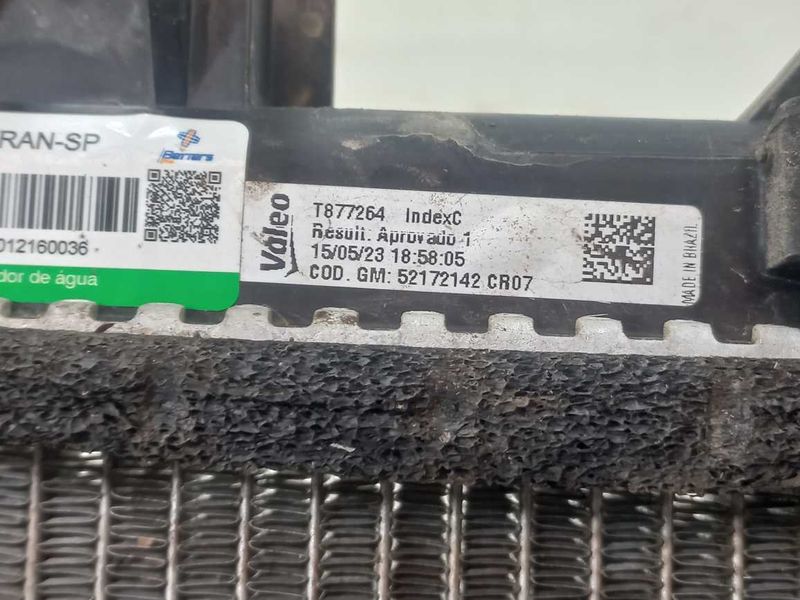 RAN-SP
Berners
012160036
dor de água
Valeo
T877264 IndexC
Result: Aprovado 1
15/05/23 18:58:05
COD. GM: 52172142 CR07
MADE IN BRAZIL